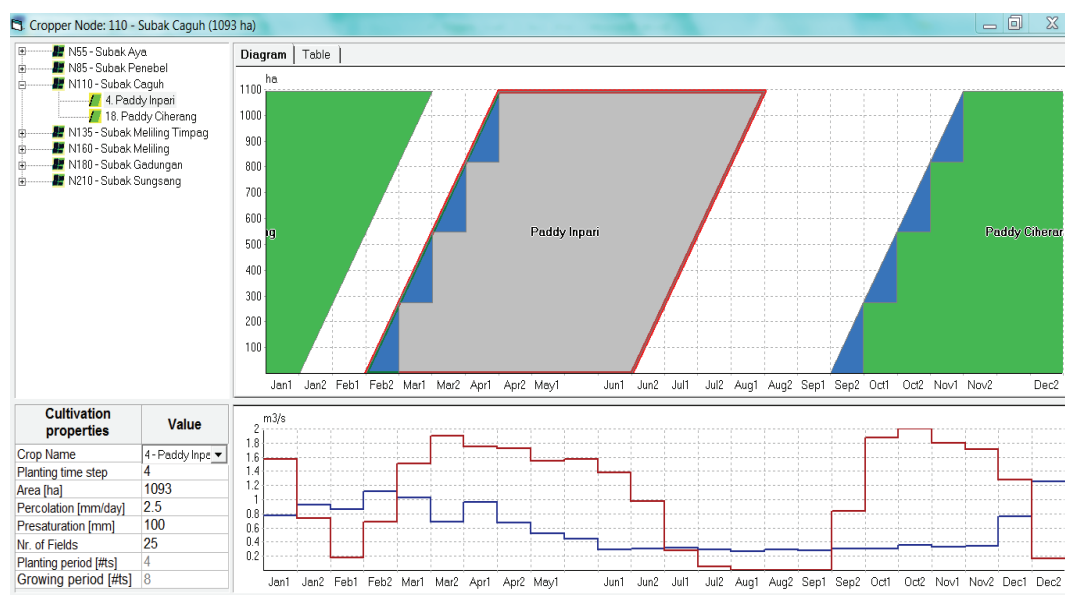 Cropper Node: 110 - Subak Caguh (1093 ha)
N55 - Subak Aya
N85 - Subak Penebel
N110 - Subak Caguh
4. Paddy Inpari
18. Paddy Ciherang
N135 - Subak Meliling Timpag
N160 - Subak Meliling
N180 - Subak Gadungan
N210 - Subak Sungsang
Diagram Table
ha
1100
1000
900
800
700
600
500
400
300
200
100
ng
Paddy Inpari
Paddy Ciherar
Jan1 Jan2 Feb1 Feb2 Mar1 Mar2 Apr1 Apr2 May1 Jun1 Jun2 Jul1 Jul2 Aug1 Aug2 Sep1 Sep2 Oct1 Oct2 Nov1 Nov2 Dec2
Cultivation properties Value
Crop Name 4- Paddy Inpa
Planting time step 4
Area [ha] 1093
Percolation [mm/day] 2.5
Presaturation [mm] 100
Nr. of Fields 25
Planting period [#ts] 4
Growing period [#ts] 8
m3/s
2
1.8
1.6
1.4
1.2
1
0.8
0.6
0.4
0.2
Jan1 Jan2 Feb1 Feb2 Mar1 Mar2 Apr1 Apr2 May1 Jun1 Jun2 Jul1 Jul2 Aug1 Aug2 Sep1 Sep2 Oct1 Oct2 Nov1 Nov2 Dec1 Dec2